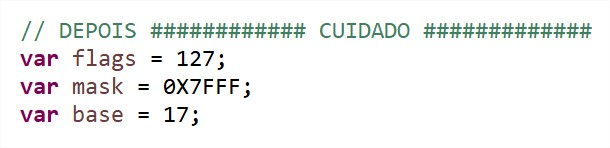 // DEPOIS ############ CUIDADO #############
var flags = 127;
var mask = 0X7FFF;
var base = 17;